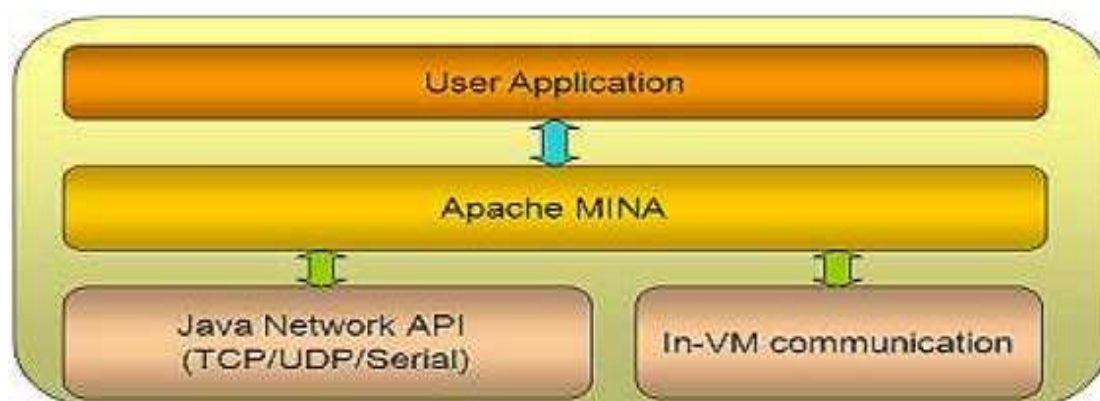 User Application
Apache MINA
Java Network API
(TCP/UDP/Serial)
In-VM communication